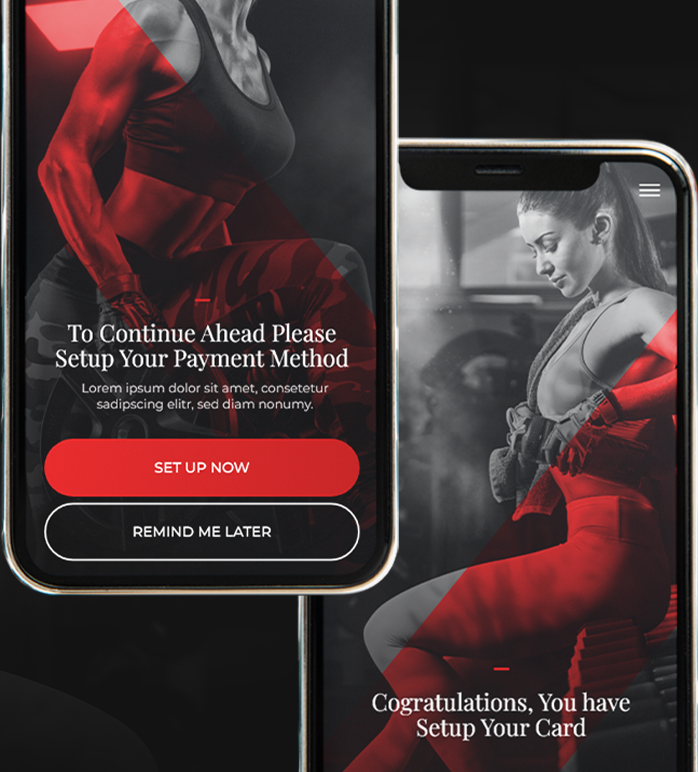 To Continue Ahead Please
Setup Your Payment Method
Lorem ipsum dolor sit amet, consetetur
sadipscing elitr, sed diam nonumy.
SET UP NOW
REMIND ME LATER
Cogratulations, You have
Setup Your Card